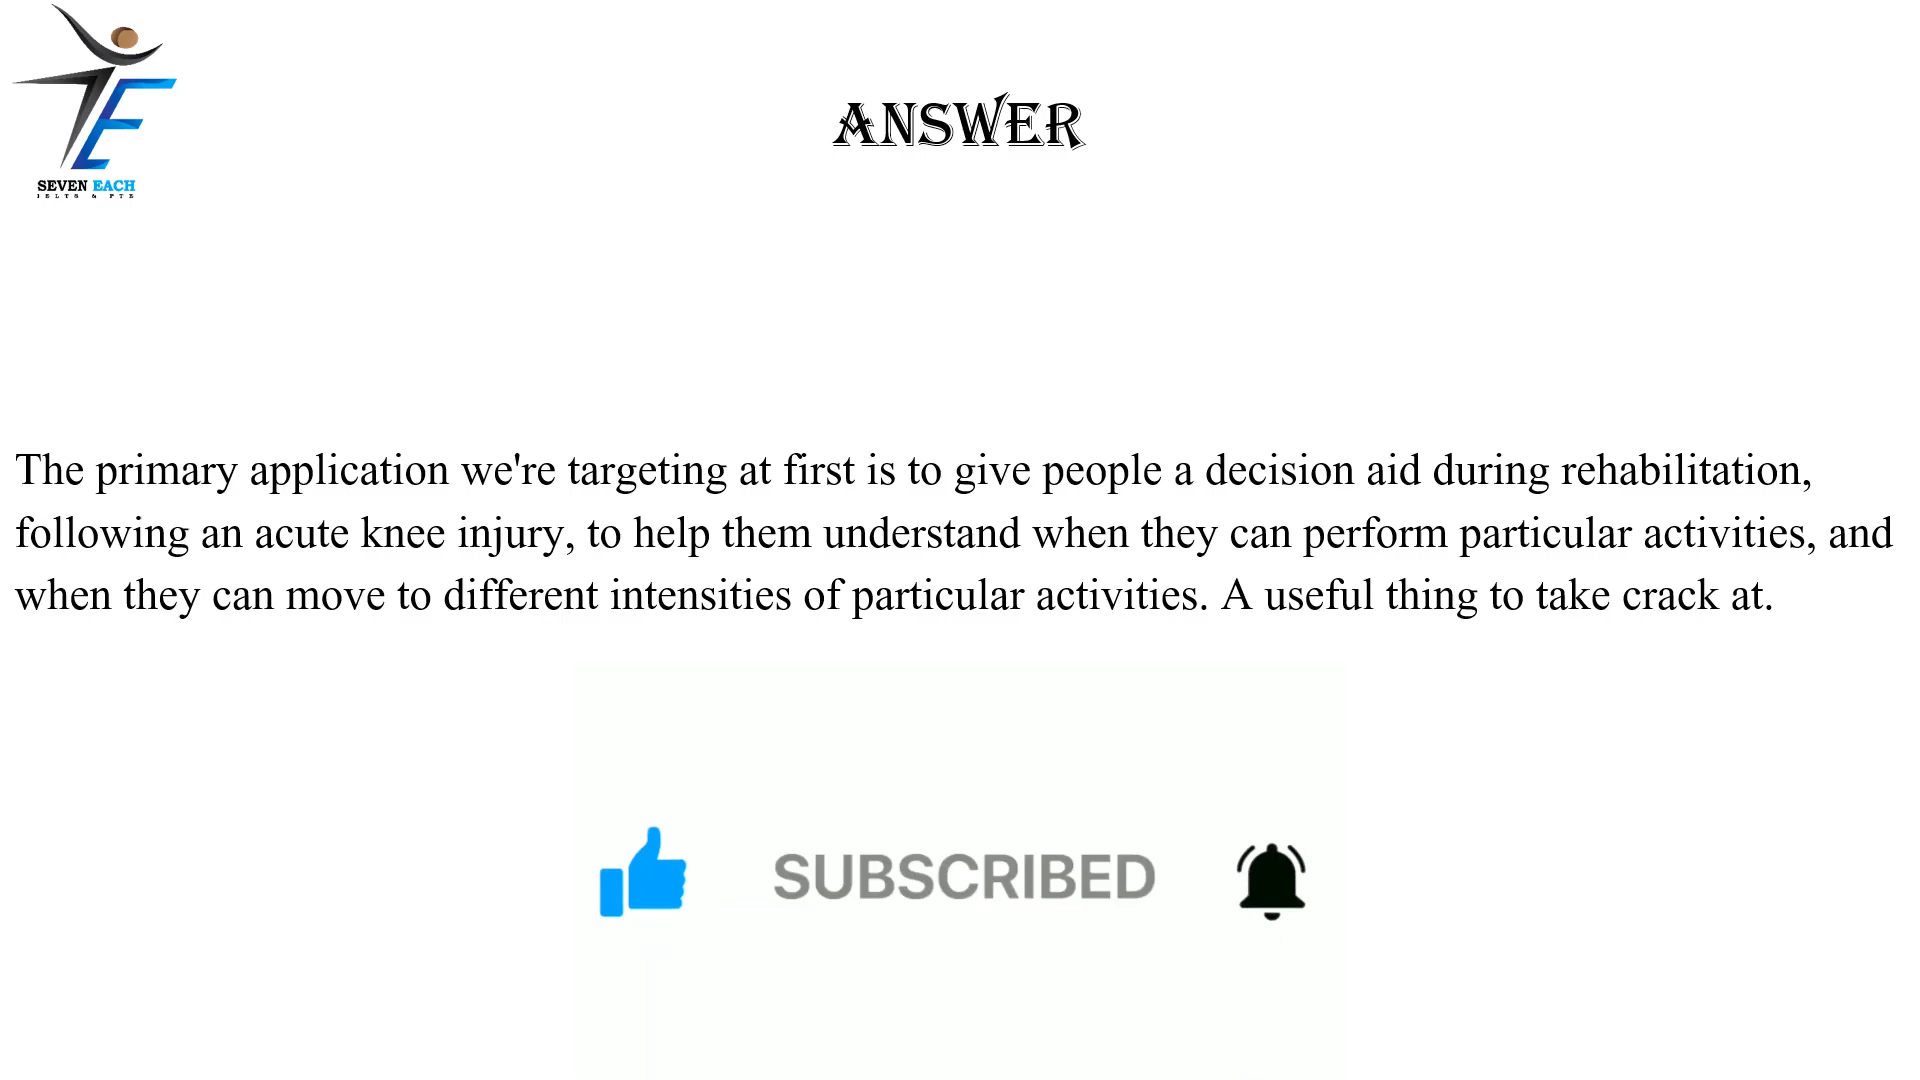 SEVEN EACH
IELTS & PTE
ANSWER
The primary application we're targeting at first is to give people a decision aid during rehabilitation,
following an acute knee injury, to help them understand when they can perform particular activities, and
when they can move to different intensities of particular activities. A useful thing to take crack at.
SUBSCRIBED